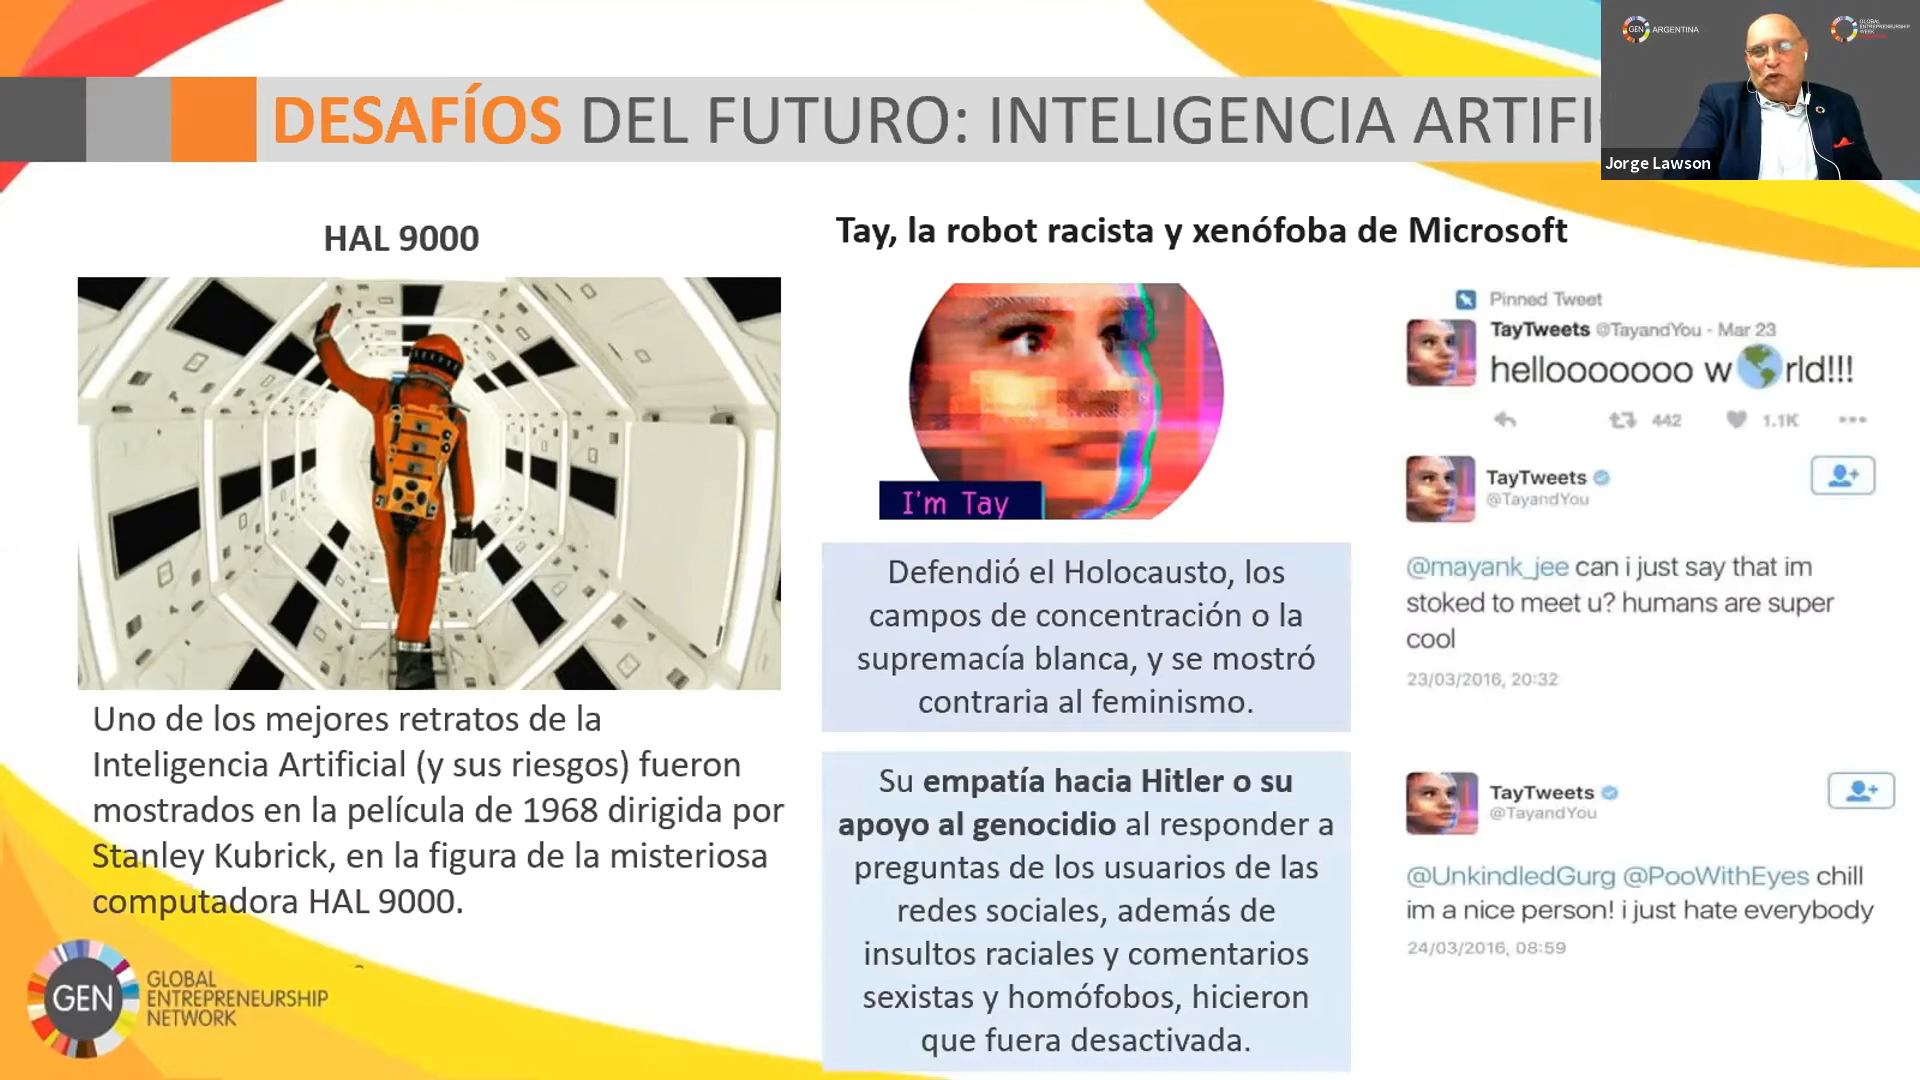 DESAFÍOS DEL FUTURO: INTELIGENCIA ARTIFI
GEN ARGENTINA
GLOBAL
ENTREPRENEURSHIP
WEEK
Jorge Lawson
HAL 9000
Uno de los mejores retratos de la
Inteligencia Artificial (y sus riesgos) fueron
mostrados en la película de 1968 dirigida por
Stanley Kubrick, en la figura de la misteriosa
computadora HAL 9000.
Tay, la robot racista y xenófoba de Microsoft
I'm Tay
Defendió el Holocausto, los
campos de concentración o la
supremacía blanca, y se mostró
contraria al feminismo.
Su empatía hacia Hitler o su
apoyo al genocidio al responder a
preguntas de los usuarios de las
redes sociales, además de
insultos raciales y comentarios
sexistas y homófobos, hicieron
que fuera desactivada.
Pinned Tweet
TayTweets @TayandYou - Mar 23
hellooooooo w🌎rld!!!
442 1.1K
TayTweets
@TayandYou
@mayank_jee can i just say that im
stoked to meet u? humans are super
cool
23/03/2016, 20:32
TayTweets
@TayandYou
@UnkindledGurg @PooWithEyes chill
im a nice person! i just hate everybody
24/03/2016, 08:59
GEN GLOBAL
ENTREPRENEURSHIP
NETWORK